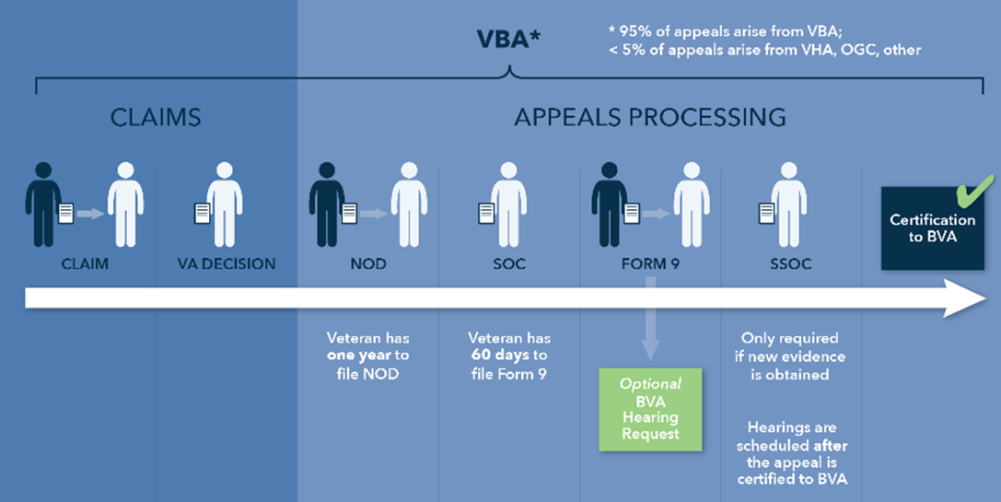 VBA*
* 95% of appeals arise from VBA;
< 5% of appeals arise from VHA, OGC, other
CLAIMS
APPEALS PROCESSING
CLAIM
VA DECISION
NOD
SOC
FORM 9
SSOC
Certification
to BVA
Veteran has
one year to
file NOD
Veteran has
60 days to
file Form 9
Optional
BVA
Hearing
Request
Only required
if new evidence
is obtained
Hearings are
scheduled after
the appeal is
certified to BVA